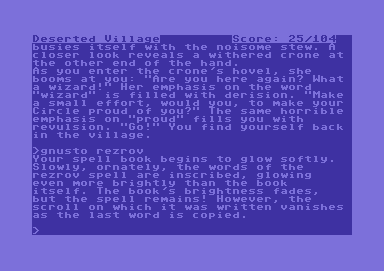 Deserted Village Score: 25/104
busies itself with the noisome stew. A
closer look reveals a withered crone at
the other end of the hand.
As you enter the crone's hovel, she
booms at you: "Are you here again? What
a wizard!" Her emphasis on the word
"wizard" is filled with derision. "Make
a small effort, would you, to make your
Circle proud of you?" The same horrible
emphasis on "proud" fills you with
revulsion. "Go!" You find yourself back
in the village.
>gnusto rezrov
Your spell book begins to glow softly.
Slowly, ornately, the words of the
rezrov spell are inscribed, glowing
even more brightly than the book
itself. The book's brightness fades,
but the spell remains! However, the
scroll on which it was written vanishes
as the last word is copied.
>